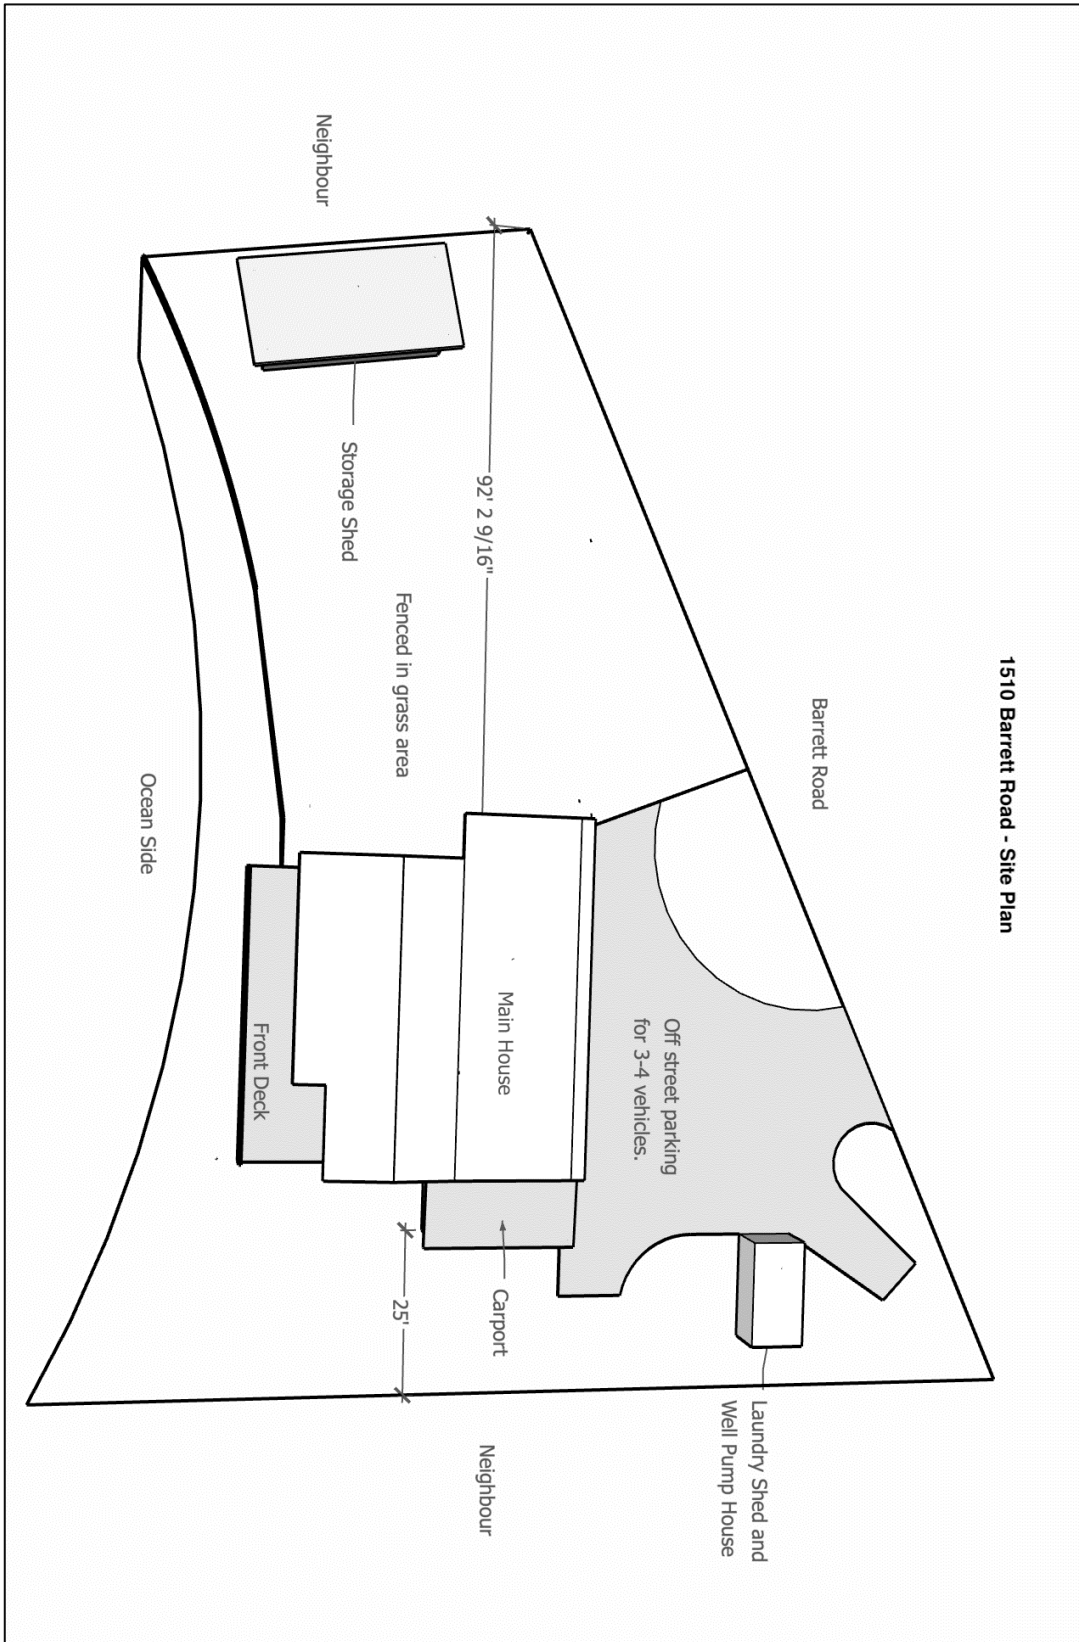 1510 Barrett Road - Site Plan
Barrett Road
Laundry Shed and
Well Pump House
Off street parking
for 3-4 vehicles.
Main House
Carport
Neighbour
92' 2 9/16"
25'
Fenced in grass area
Storage Shed
Neighbour
Front Deck
Ocean Side